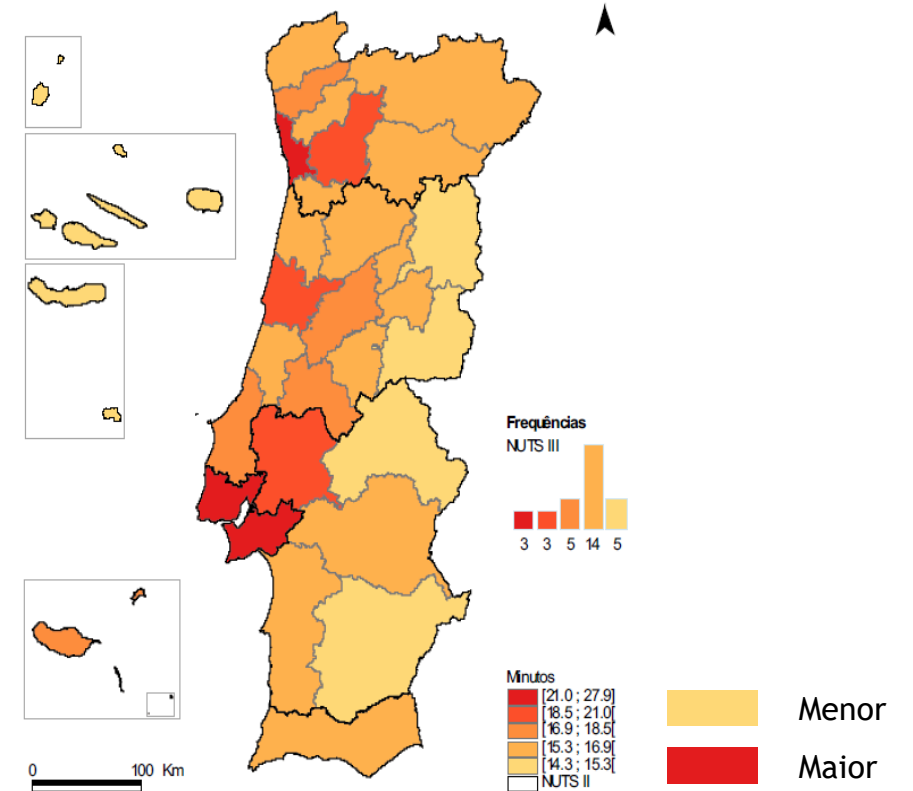 Frequências
NUTS III
3 3 5 14 5
Minutos
[21.0 ; 27.9]
[18.5 ; 21.0[
[16.9 ; 18.5[
[15.3 ; 16.9[
[14.3 ; 15.3[
NUTS II
Menor
Maior
0 100 Km